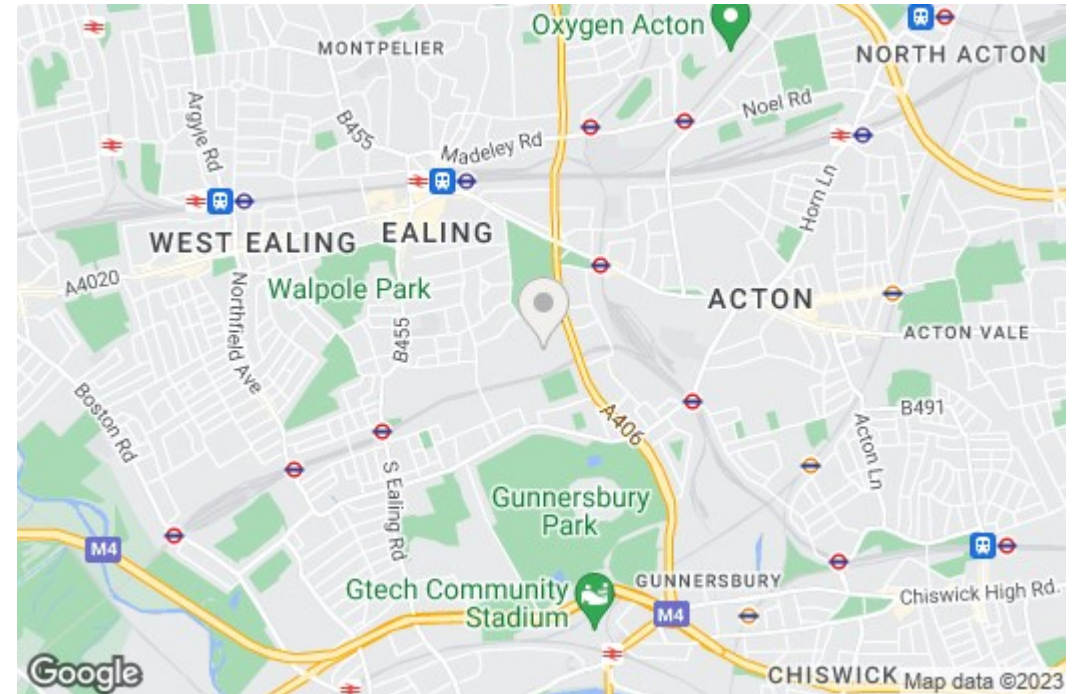 Oxygen Acton
MONTPELIER
NORTH ACTON
Argyle Rd
B455
Noel Rd
Madeley Rd
Horn Ln
WEST EALING
EALING
A4020
Walpole Park
ACTON
Northfield Ave
B455
ACTON VALE
Boston Rd
A406
B491
Acton Ln
S Ealing Rd
Gunnersbury
Park
M4
Gtech Community
Stadium
GUNNERSBURY
M4
Chiswick High Rd.
Google
CHISWICK
Map data ©2023